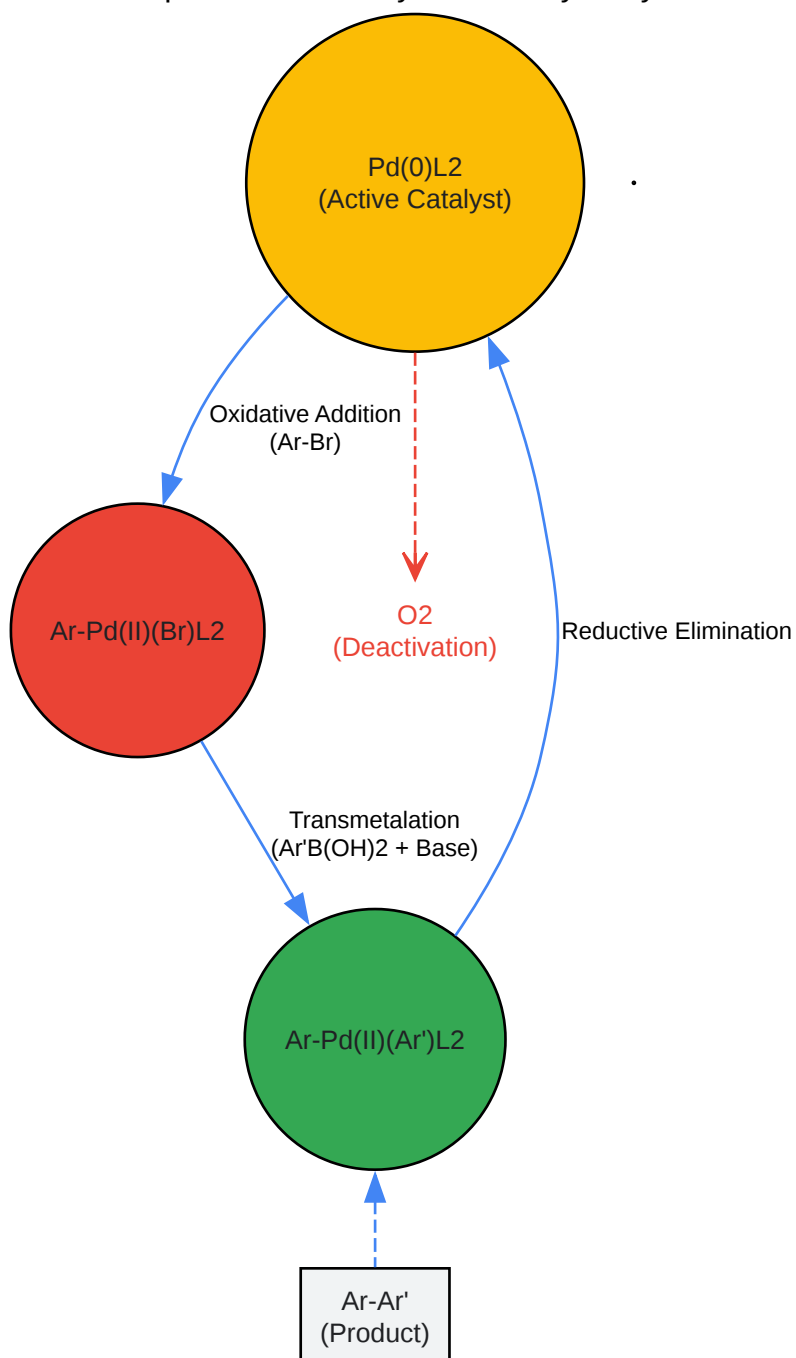 Pd(0)L2
(Active Catalyst)
.
Oxidative Addition
(Ar-Br)
O2
(Deactivation)
Ar-Pd(II)(Br)L2
Reductive Elimination
Transmetalation
(Ar'B(OH)2 + Base)
Ar-Pd(II)(Ar')L2
Ar-Ar'
(Product)